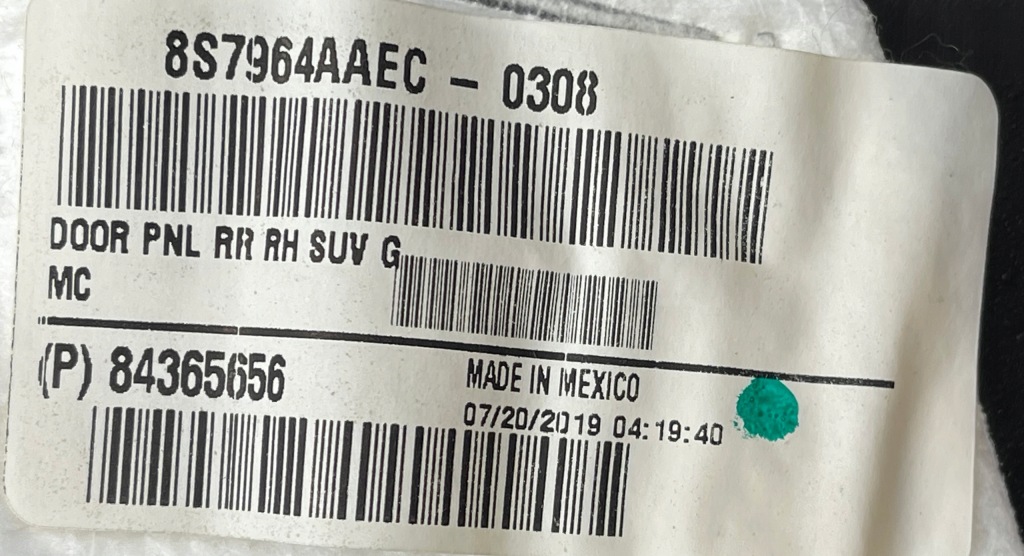 8S7964AAEC - 0308
DOOR PNL RR RH SUV G
MC
(P) 84365656
MADE IN MEXICO
07/20/2019 04:19:40